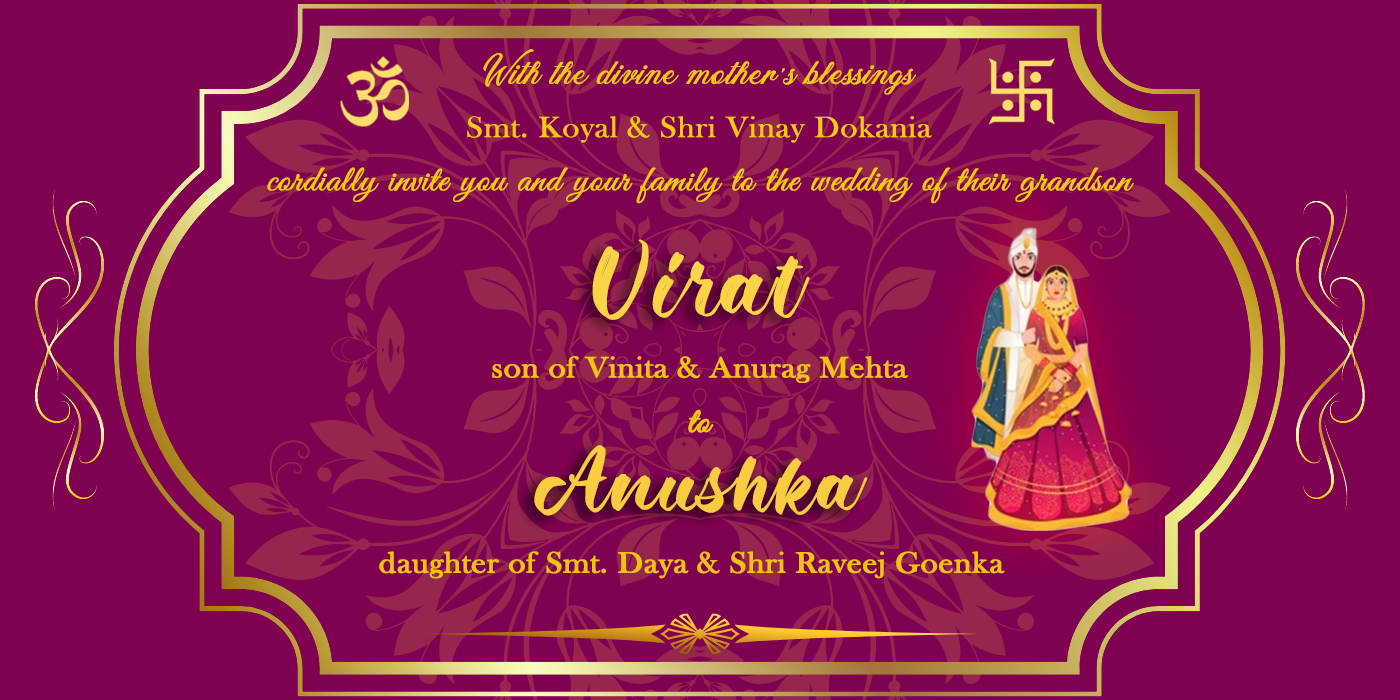 ॐ
With the divine mother's blessings
Smt. Koyal & Shri Vinay Dokania
cordially invite you and your family to the wedding of their grandson
Virat
son of Vinita & Anurag Mehta
to
Anushka
daughter of Smt. Daya & Shri Raveej Goenka